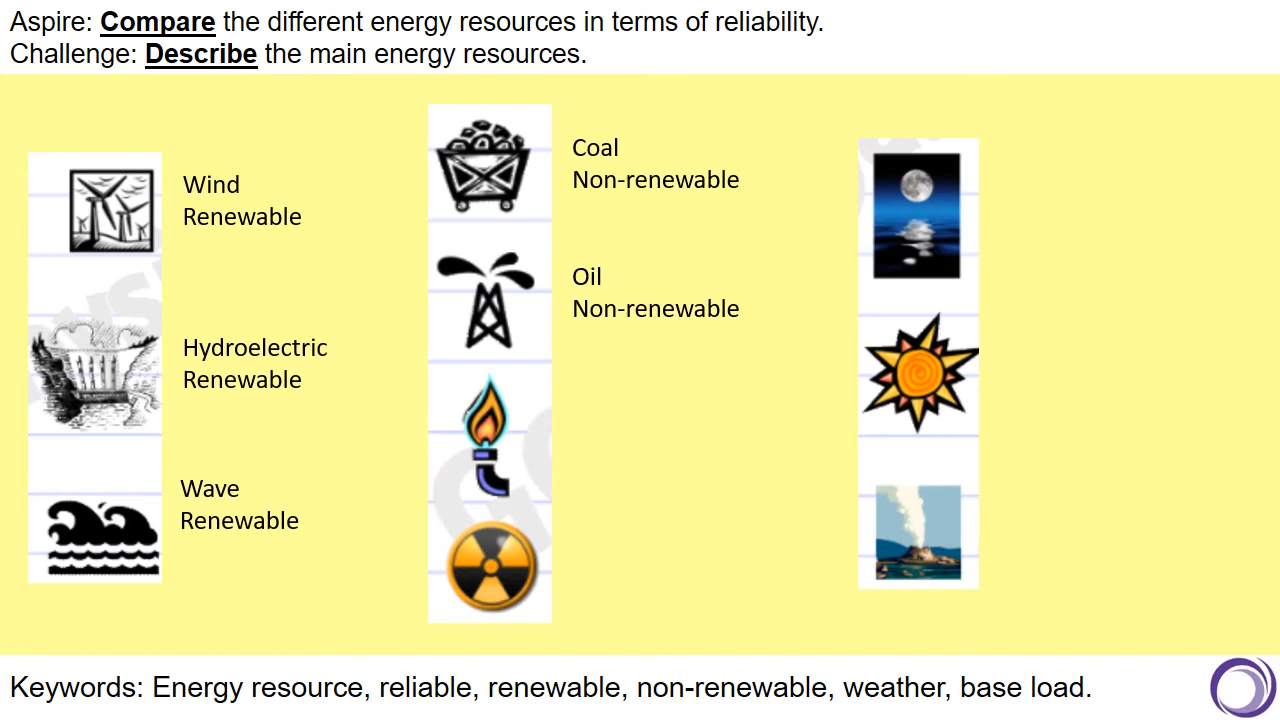 Aspire: Compare the different energy resources in terms of reliability.
Challenge: Describe the main energy resources.
Wind
Renewable
Hydroelectric
Renewable
Wave
Renewable
Coal
Non-renewable
Oil
Non-renewable
Keywords: Energy resource, reliable, renewable, non-renewable, weather, base load.